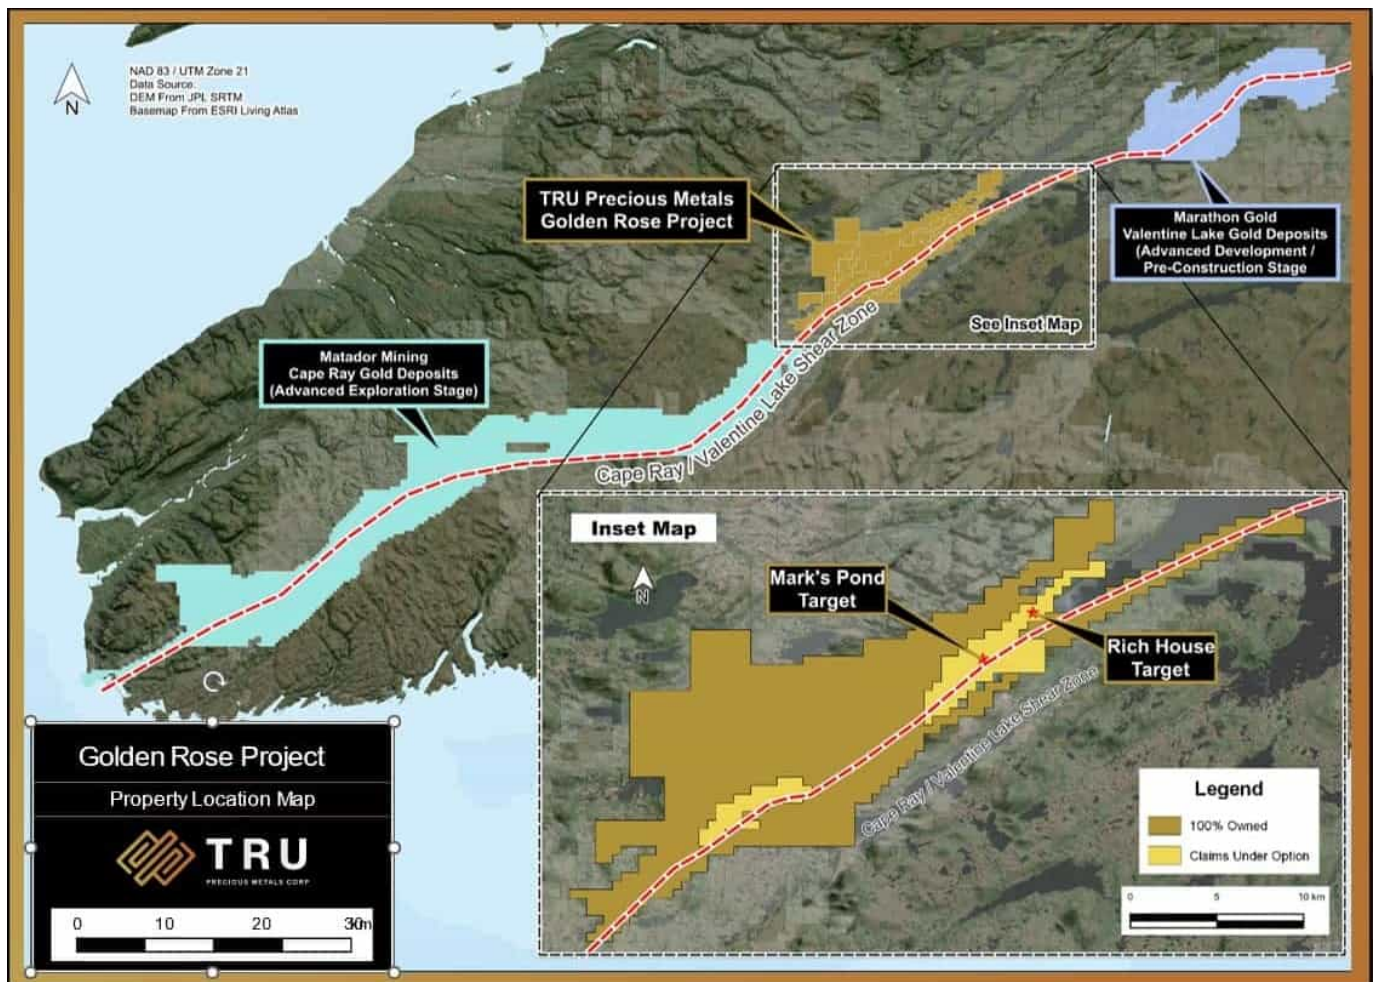 NAD 83 / UTM Zone 21
Data Source.
DEM From JPL SRTM
Basemap From ESRI Living Atlas
N
TRU Precious Metals
Golden Rose Project
Marathon Gold
Valentine Lake Gold Deposits
(Advanced Development /
Pre-Construction Stage
See Inset Map
Matador Mining
Cape Ray Gold Deposits
(Advanced Exploration Stage)
Cape Ray / Valentine Lake Shear Zone
Inset Map
N
Mark's Pond
Target
Rich House
Target
Cape Ray / Valentine Lake Shear Zone
Legend
100% Owned
Claims Under Option
0 5 10 km
Golden Rose Project
Property Location Map
TRU
PRECIOUS METALS CORP
0 10 20 30km